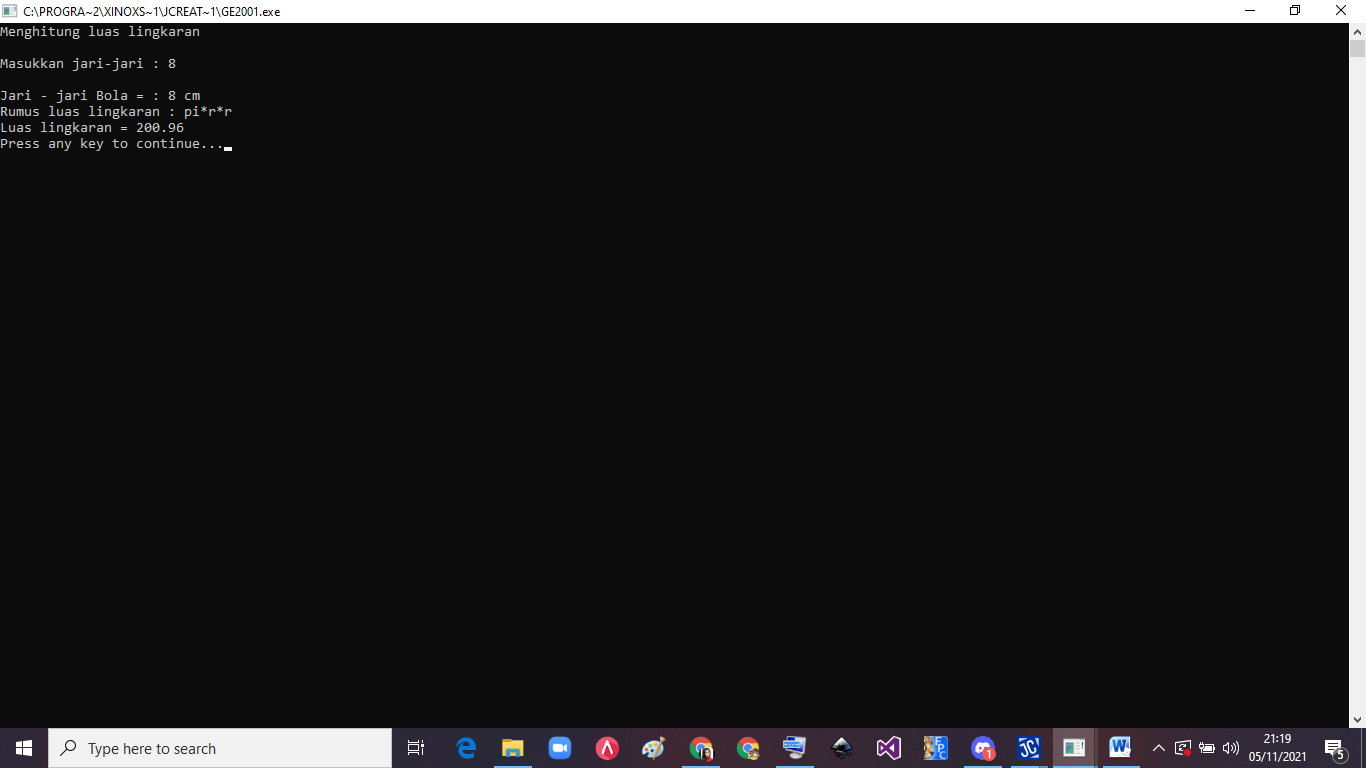 C:\PROGRA~2\XINOXS~1\JCREAT~1\GE2001.exe
Menghitung luas lingkaran
Masukkan jari-jari : 8
Jari - jari Bola = : 8 cm
Rumus luas lingkaran : pi*r*r
Luas lingkaran = 200.96
Press any key to continue...
Type here to search
21:19
05/11/2021
1
5